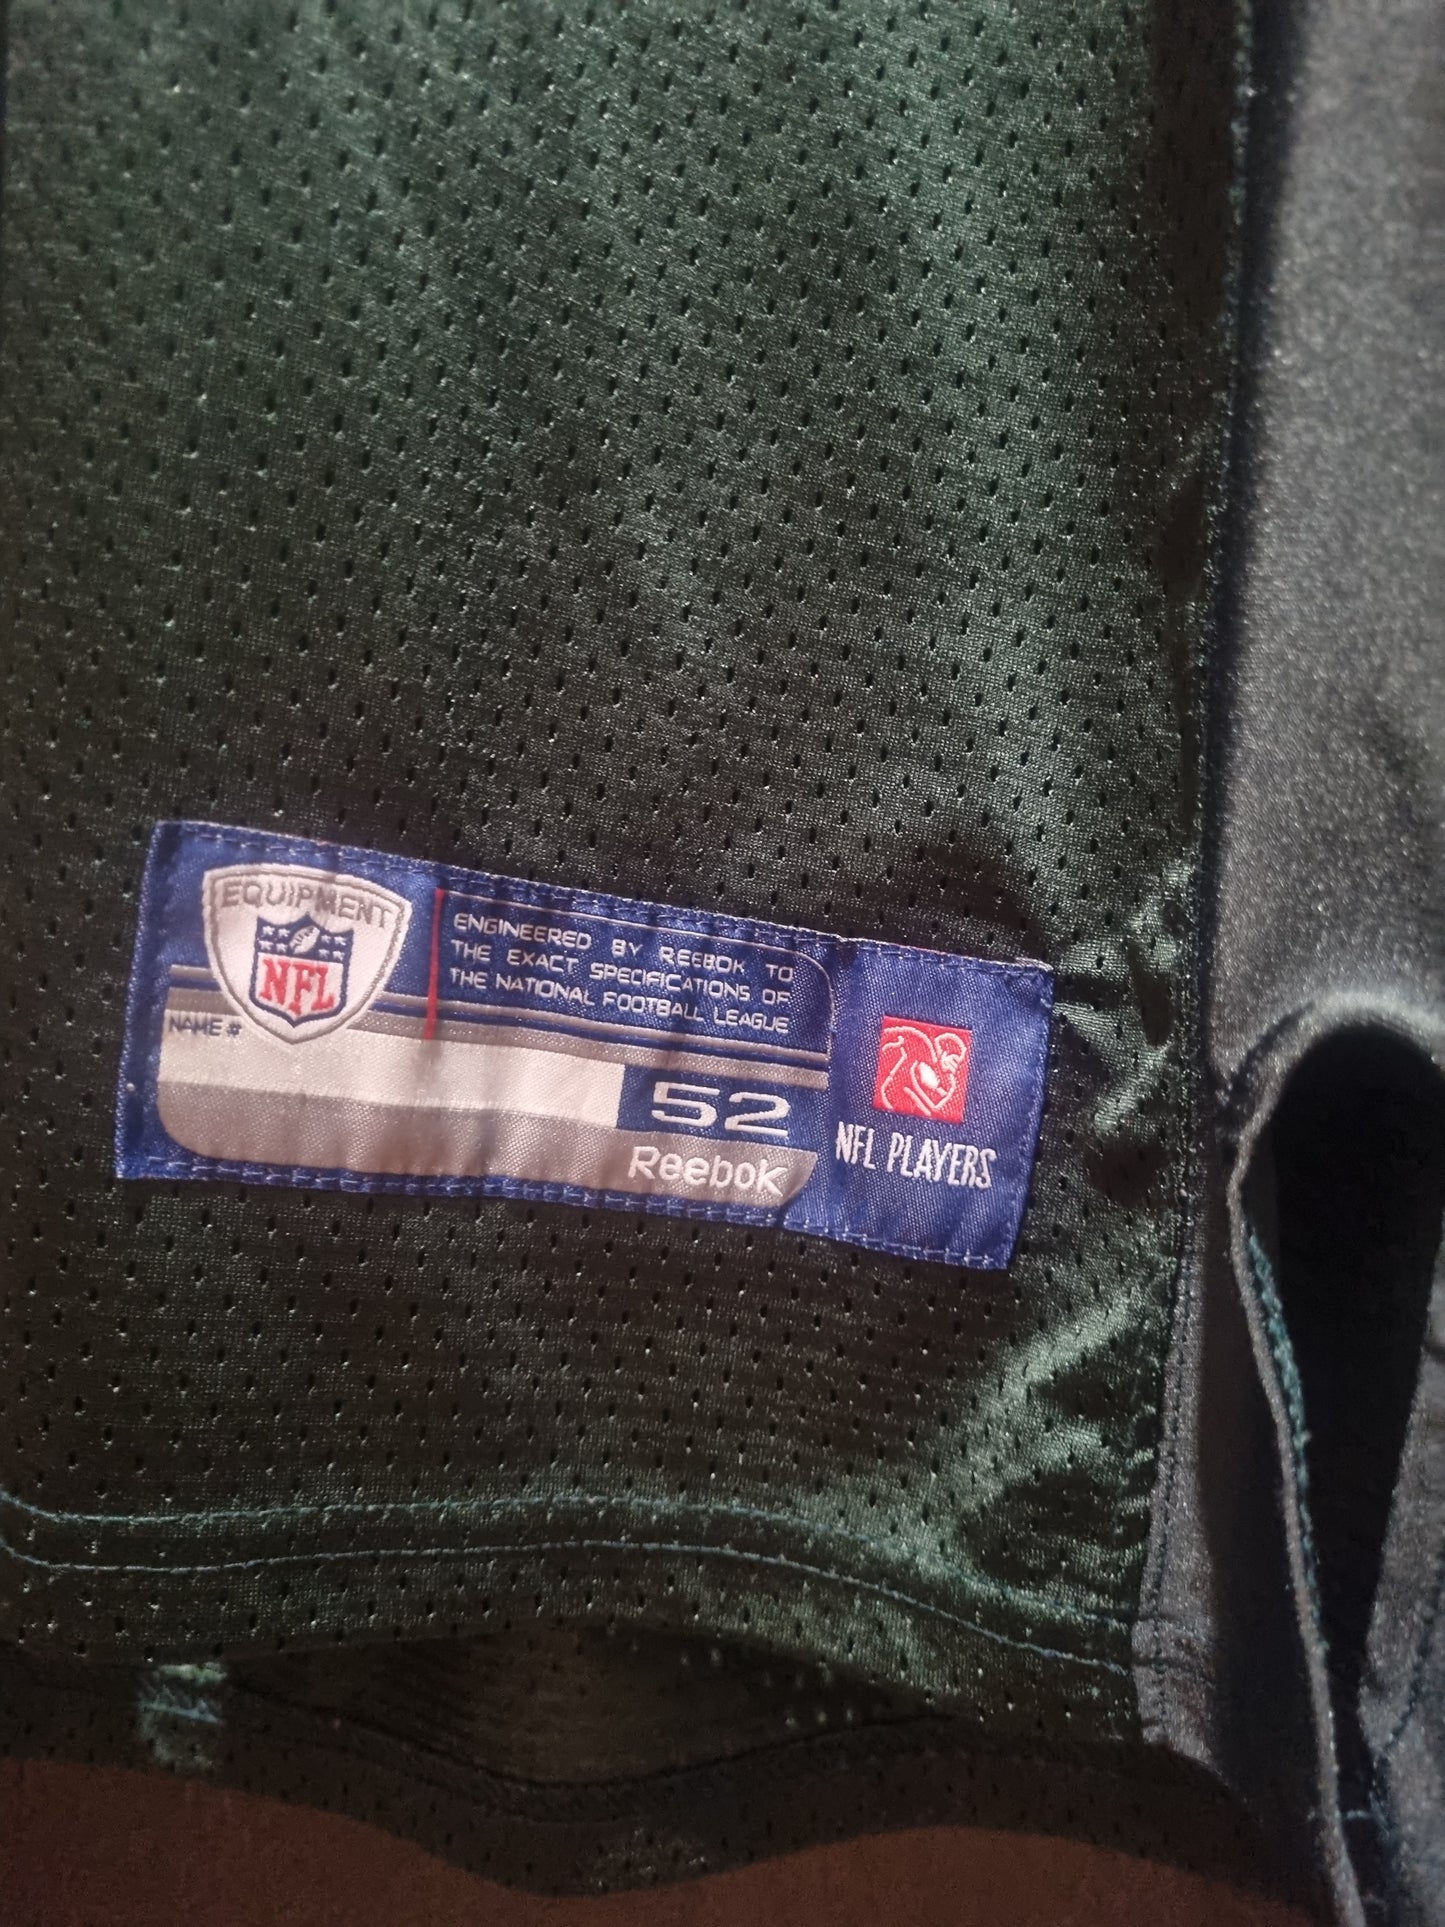 EQUIPMENT
NFL
ENGINEERED BY REEBOK TO
THE EXACT SPECIFICATIONS OF
THE NATIONAL FOOTBALL LEAGUE
NAME #
52
Reebok
NFL PLAYERS